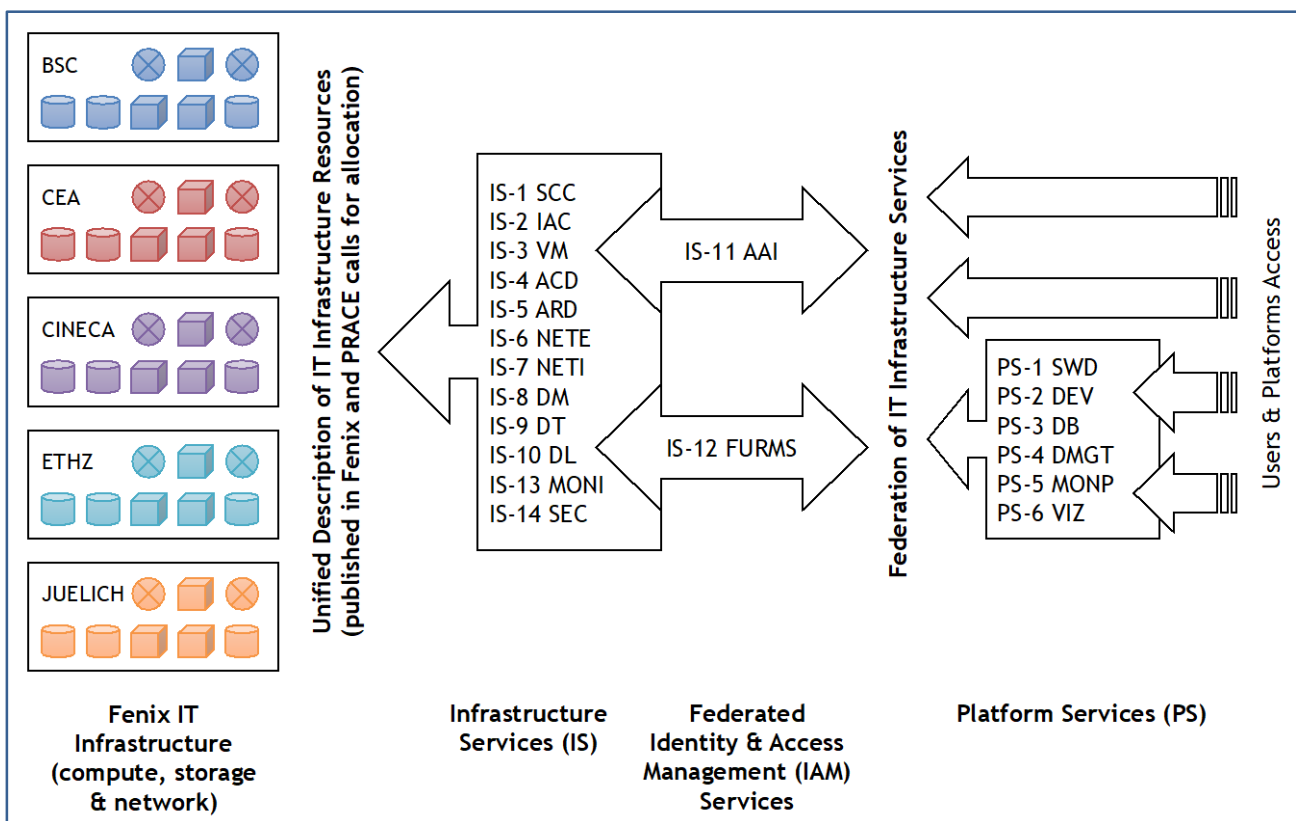 BSC
CEA
CINECA
ETHZ
JUELICH
Fenix IT
Infrastructure
(compute, storage
& network)
Unified Description of IT Infrastructure Resources
(published in Fenix and PRACE calls for allocation)
IS-1 SCC
IS-2 IAC
IS-3 VM
IS-4 ACD
IS-5 ARD
IS-6 NETE
IS-7 NETI
IS-8 DM
IS-9 DT
IS-10 DL
IS-13 MONI
IS-14 SEC
Infrastructure
Services (IS)
IS-11 AAI
IS-12 FURMS
Federated
Identity & Access
Management (IAM)
Services
Federation of IT Infrastructure Services
PS-1 SWD
PS-2 DEV
PS-3 DB
PS-4 DMGT
PS-5 MONP
PS-6 VIZ
Platform Services (PS)
Users & Platforms Access